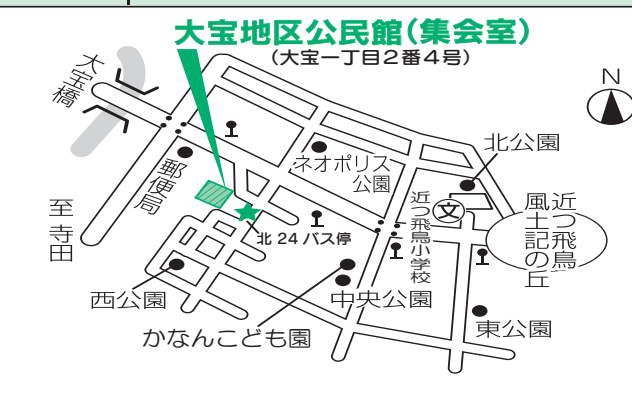 大宝地区公民館(集会室)
(大宝一丁目2番4号)
N
大宝橋
北公園
ネオポリス
公園
郵便局
近つ飛鳥小学校
文
近つ飛鳥
風土記の丘
至 寺田
北24バス停
西公園
中央公園
かなんこども園
東公園